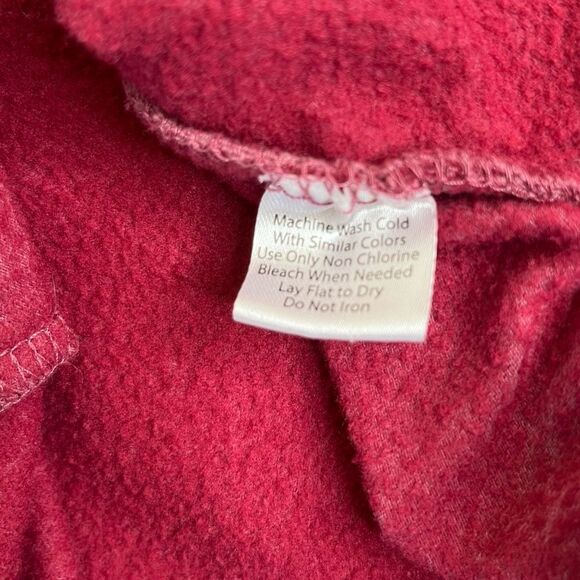 Machine Wash Cold
With Similar Colors
Use Only Non Chlorine
Bleach When Needed
Lay Flat to Dry
Do Not Iron